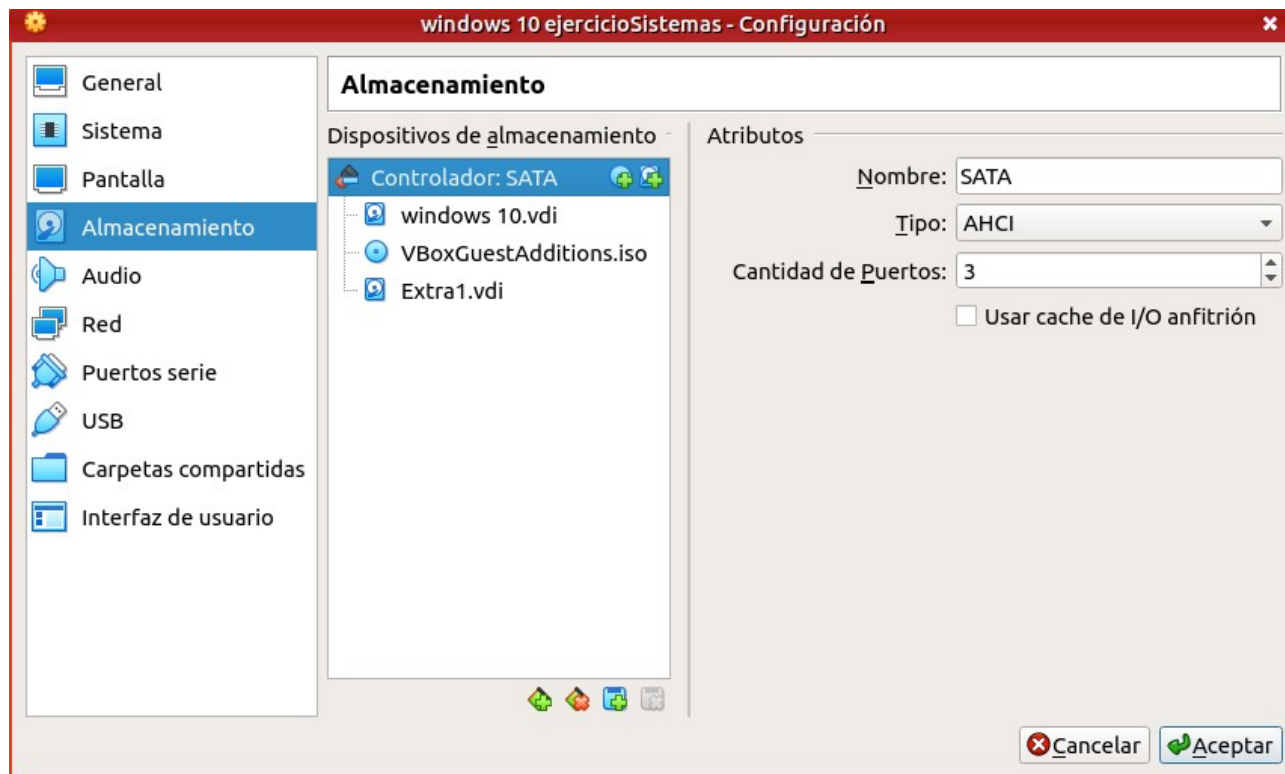 windows 10 ejercicioSistemas - Configuración
General
Sistema
Pantalla
Almacenamiento
Audio
Red
Puertos serie
USB
Carpetas compartidas
Interfaz de usuario
Almacenamiento
Dispositivos de almacenamiento
Controlador: SATA
windows 10.vdi
VBoxGuestAdditions.iso
Extra1.vdi
Atributos
Nombre: SATA
Tipo: AHCI
Cantidad de Puertos: 3
Usar cache de I/O anfitrión
Cancelar
Aceptar